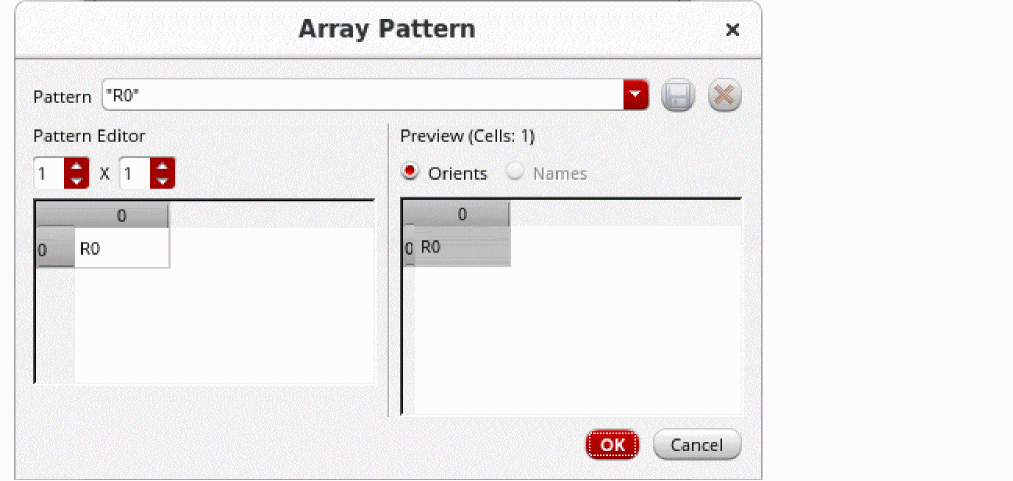 Array Pattern
Pattern "R0"
Pattern Editor
1 X 1
0
0 R0
Preview (Cells: 1)
Orients Names
0
0 R0
OK Cancel